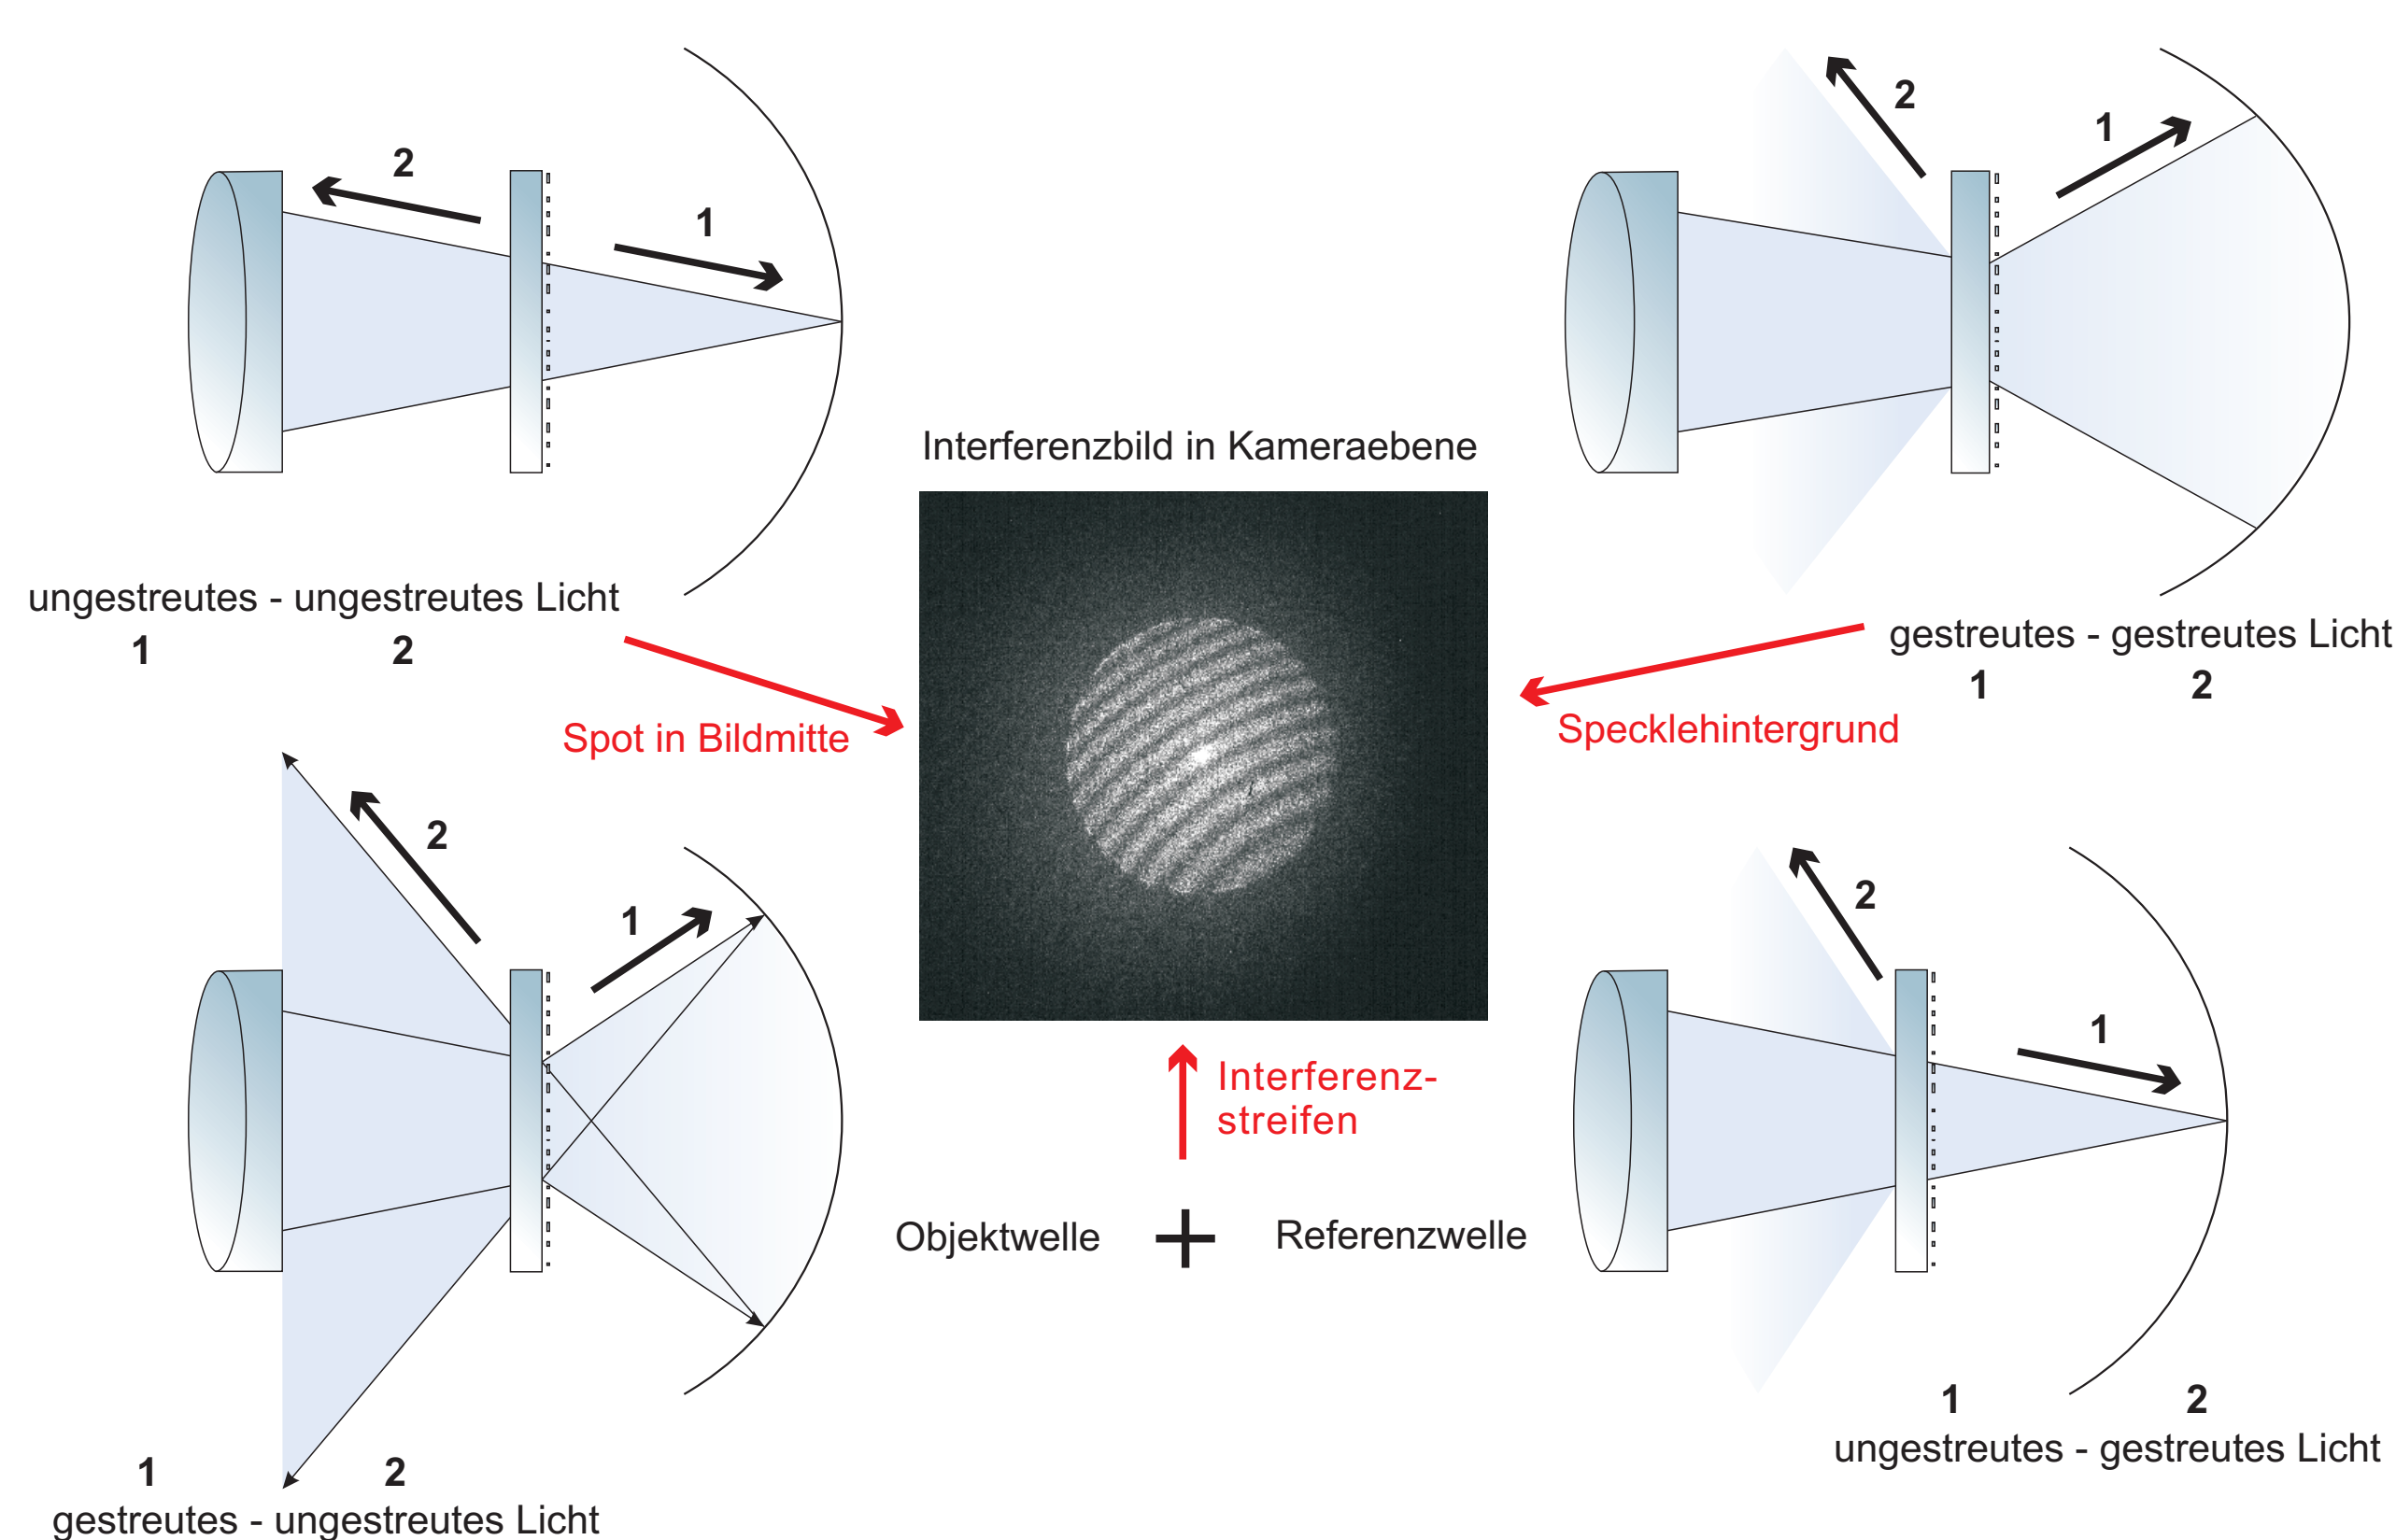 2
1
ungestreutes - ungestreutes Licht
1 2
Spot in Bildmitte
Interferenzbild in Kameraebene
2
1
gestreutes - gestreutes Licht
1 2
Specklehintergrund
2
1
1 2
gestreutes - ungestreutes Licht
Interferenz-
streifen
Objektwelle + Referenzwelle
2
1
1 2
ungestreutes - gestreutes Licht